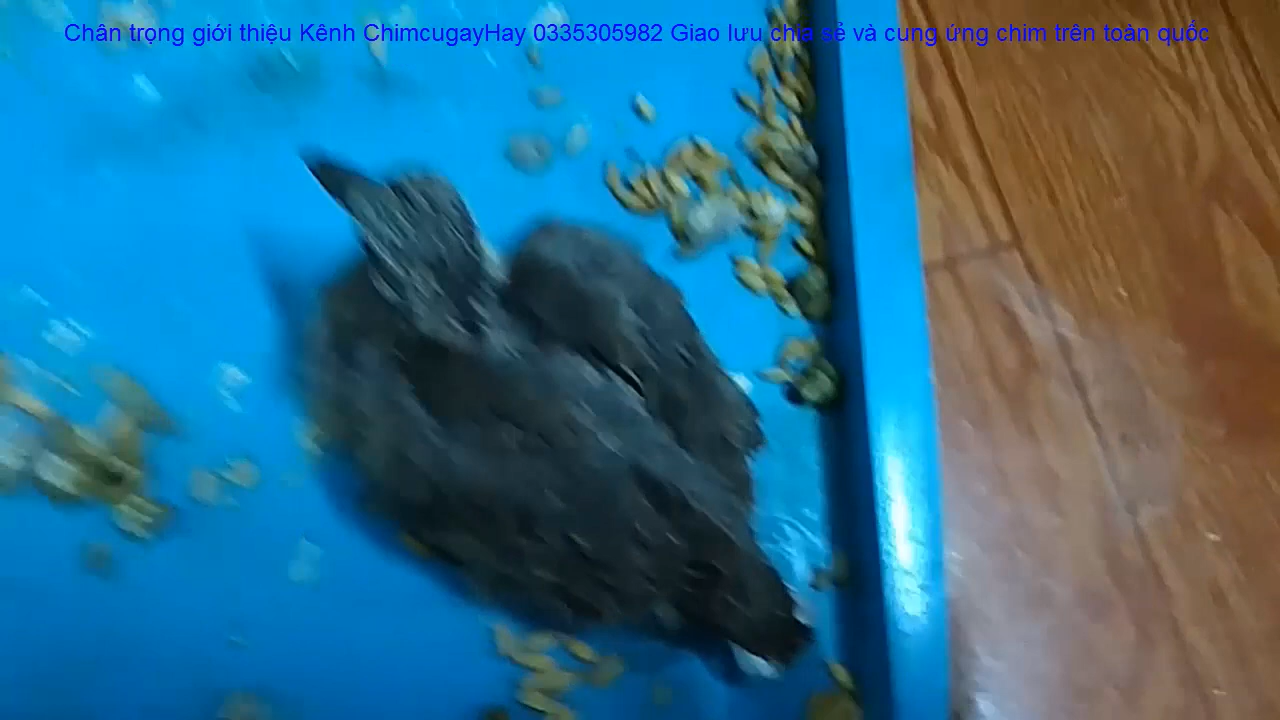 Chân trọng giới thiệu Kênh ChimcugayHay 0335305982 Giao lưu chia sẻ và cung ứng chim trên toàn quốc